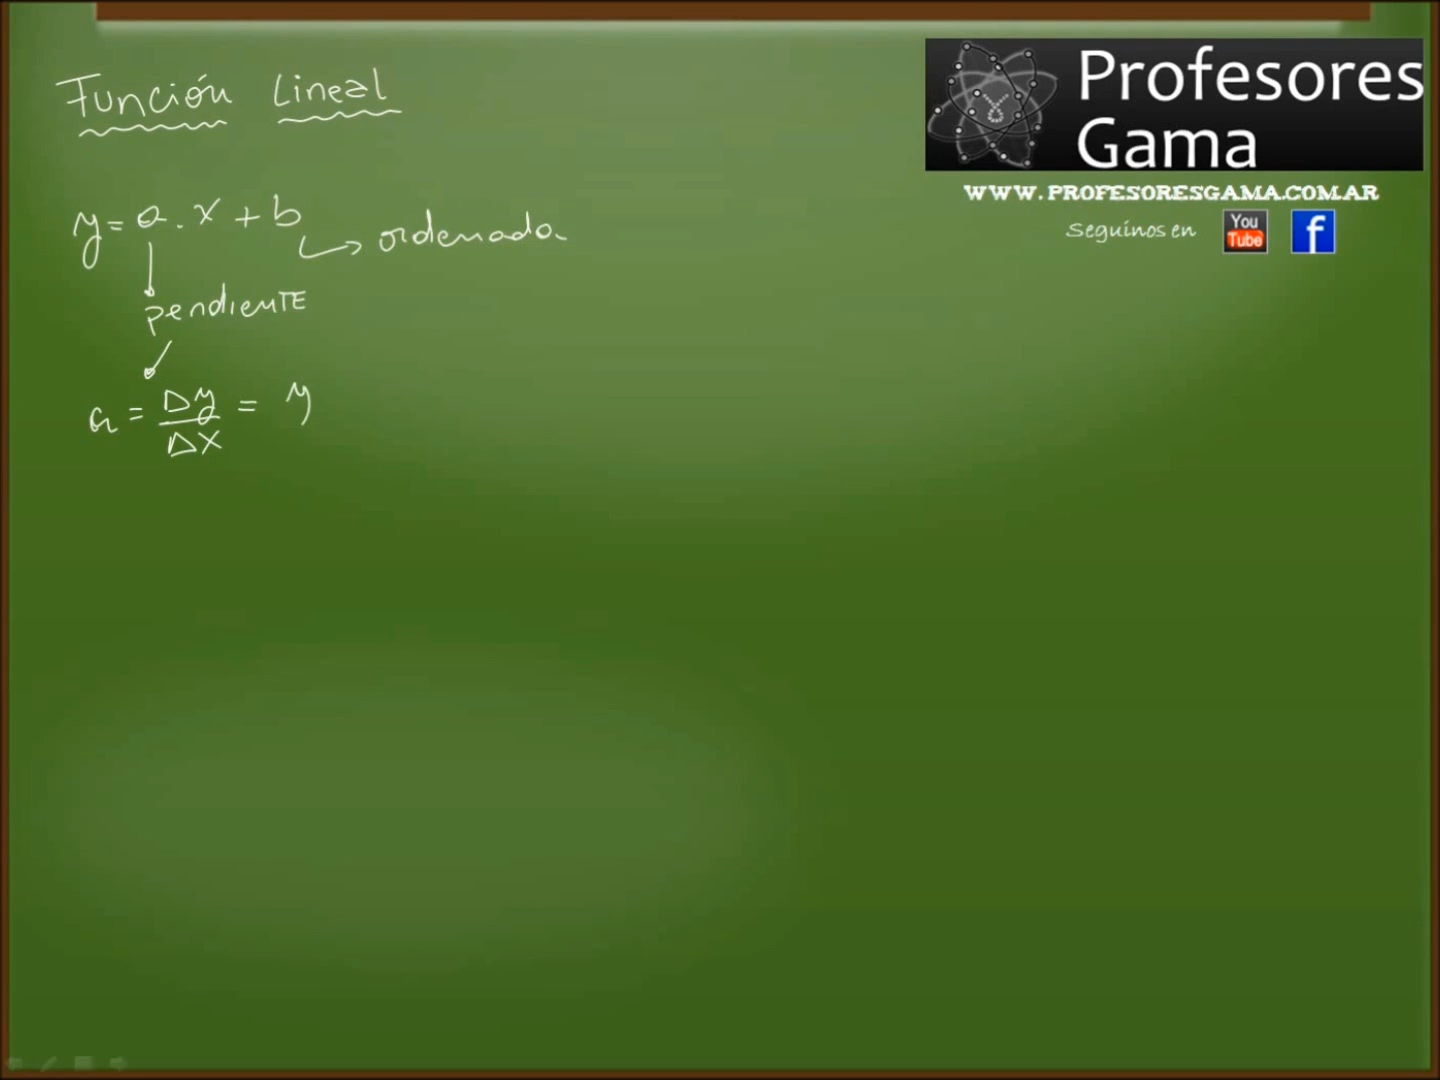 Función Lineal
y = a . x + b
ordenada
pendiente
a = Δy / Δx = y
Profesores
Gama
WWW.PROFESORESGAMA.COM.AR
Seguinos en
You
Tube
f